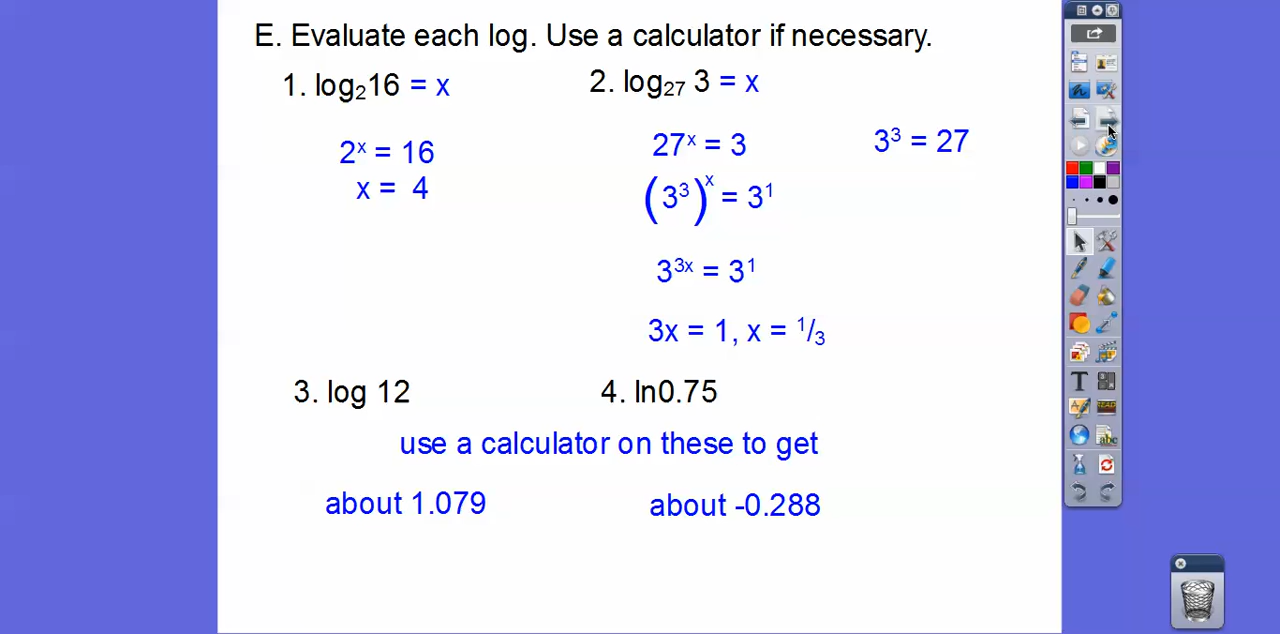 E. Evaluate each log. Use a calculator if necessary.
1. log₂16 = x
2. log₂₇ 3 = x
2ˣ = 16
x = 4
27ˣ = 3
3³ = 27
(3³)ˣ = 3¹
3³ˣ = 3¹
3x = 1, x = ¹/₃
3. log 12
4. ln0.75
use a calculator on these to get
about 1.079
about -0.288